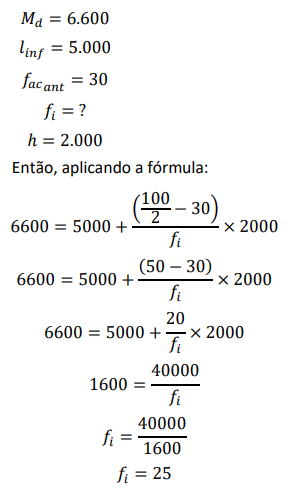 M_d = 6.600
l_inf = 5.000
f_ac_ant = 30
f_i = ?
h = 2.000
Então, aplicando a fórmula:
6600 = 5000 + (100/2 − 30)/f_i × 2000
6600 = 5000 + (50 − 30)/f_i × 2000
6600 = 5000 + 20/f_i × 2000
1600 = 40000/f_i
f_i = 40000/1600
f_i = 25